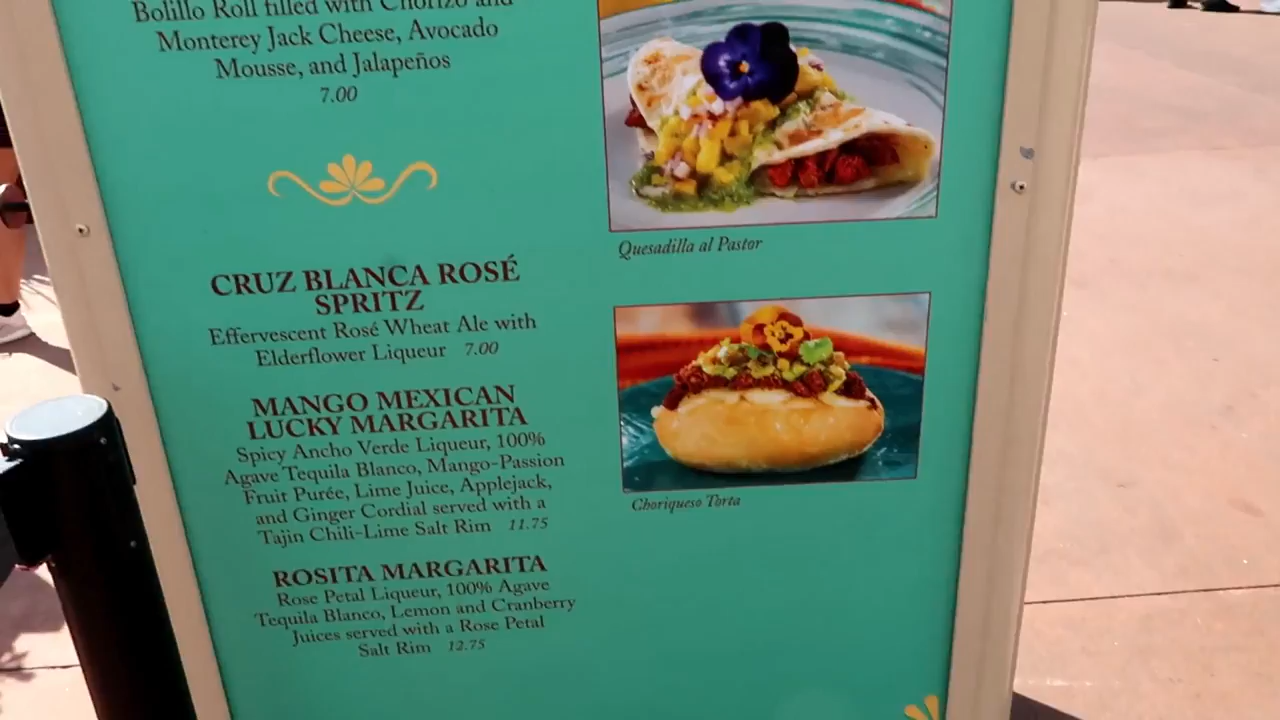 Bolillo Roll filled with Chorizo and
Monterey Jack Cheese, Avocado
Mousse, and Jalapeños
7.00
CRUZ BLANCA ROSÉ
SPRITZ
Effervescent Rosé Wheat Ale with
Elderflower Liqueur 7.00
MANGO MEXICAN
LUCKY MARGARITA
Spicy Ancho Verde Liqueur, 100%
Agave Tequila Blanco, Mango-Passion
Fruit Purée, Lime Juice, Applejack,
and Ginger Cordial served with a
Tajin Chili-Lime Salt Rim 11.75
ROSITA MARGARITA
Rose Petal Liqueur, 100% Agave
Tequila Blanco, Lemon and Cranberry
Juices served with a Rose Petal
Salt Rim 12.75
Quesadilla al Pastor
Choriqueso Torta